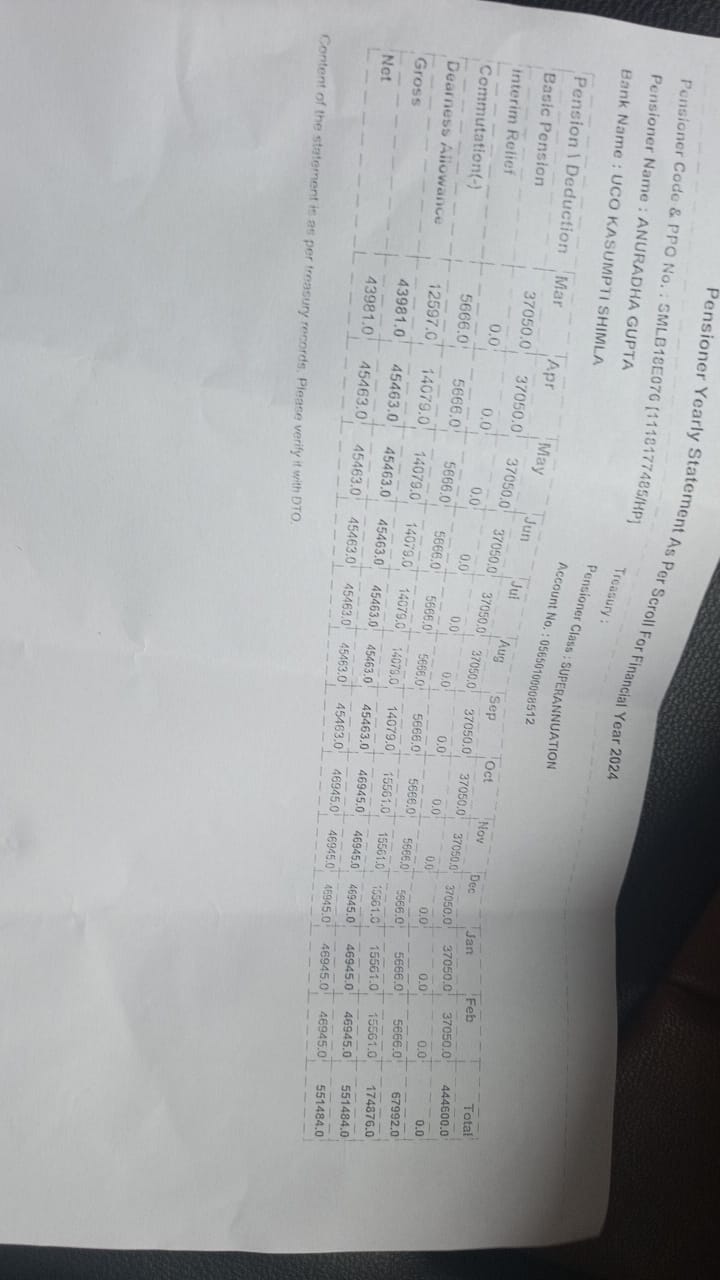 Pensioner Yearly Statement As Per Scroll For Financial Year 2024
Pensioner Code & PPO No. : SMLB18E076 [1118177485/HP] Treasury :
Pensioner Name : ANURADHA GUPTA Pensioner Class : SUPERANNUATION
Bank Name : UCO KASUMPTI SHIMLA Account No. : 05650100008512
Pension \ Deduction Mar Apr May Jun Jul Aug Sep Oct Nov Dec Jan Feb Total
Basic Pension 37050.0 37050.0 37050.0 37050.0 37050.0 37050.0 37050.0 37050.0 37050.0 37050.0 37050.0 37050.0 444600.0
Interim Relief 0.0 0.0 0.0 0.0 0.0 0.0 0.0 0.0 0.0 0.0 0.0 0.0 0.0
Commutation(-) 5666.0 5666.0 5666.0 5666.0 5666.0 5666.0 5666.0 5666.0 5666.0 5666.0 5666.0 5666.0 67992.0
Dearness Allowance 12597.0 14079.0 14079.0 14079.0 14079.0 14079.0 14079.0 15561.0 15561.0 15561.0 15561.0 15561.0 174876.0
Gross 43981.0 45463.0 45463.0 45463.0 45463.0 45463.0 45463.0 46945.0 46945.0 46945.0 46945.0 46945.0 551484.0
Net 43981.0 45463.0 45463.0 45463.0 45463.0 45463.0 45463.0 46945.0 46945.0 46945.0 46945.0 46945.0 551484.0
Content of the statement is as per treasury records. Please verify it with DTO.